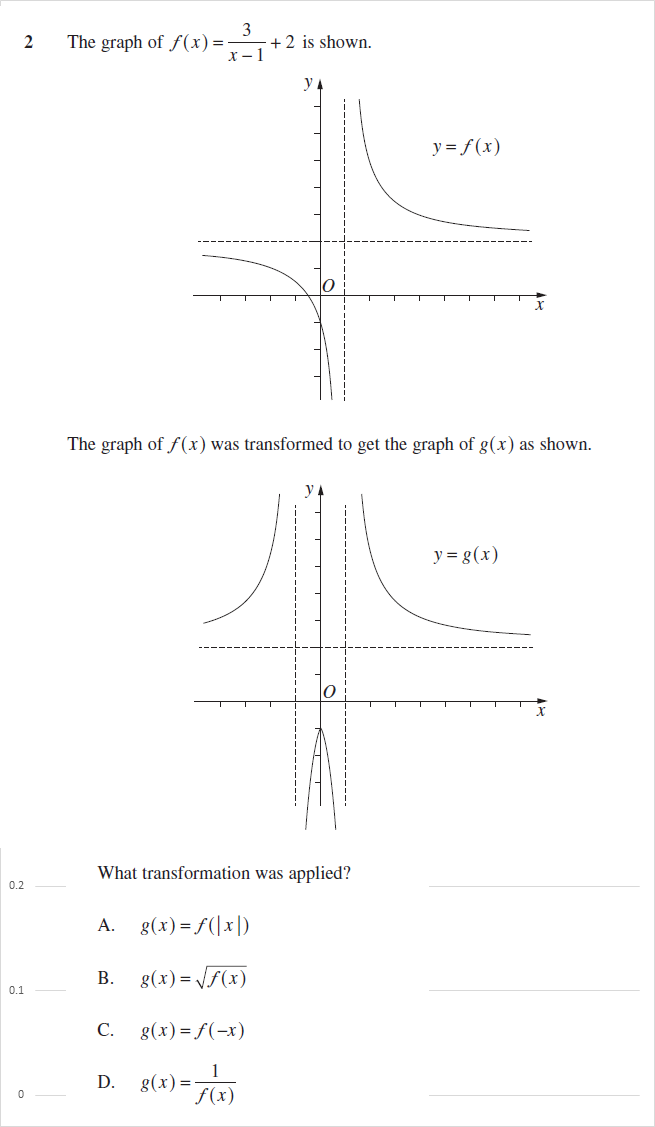 2 The graph of f(x) = 3/(x − 1) + 2 is shown.
y
y = f(x)
O
x
The graph of f(x) was transformed to get the graph of g(x) as shown.
y
y = g(x)
O
x
What transformation was applied?
0.2
A. g(x) = f(|x|)
B. g(x) = √f(x)
0.1
C. g(x) = f(−x)
D. g(x) = 1/f(x)
0